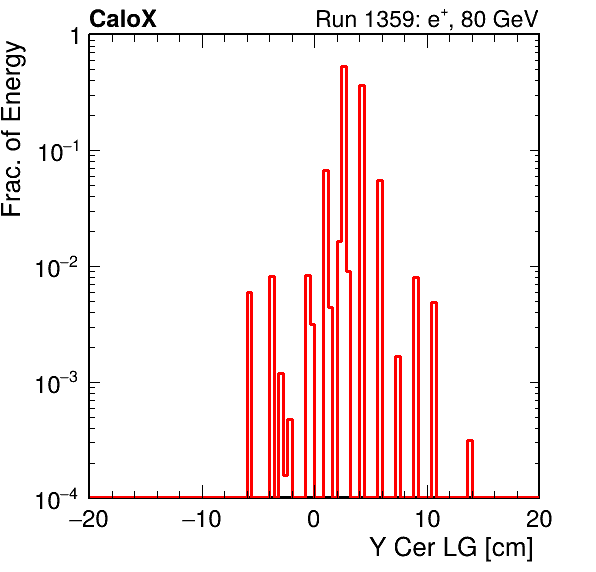 CaloX Run 1359: e⁺, 80 GeV
Frac. of Energy
1
10⁻¹
10⁻²
10⁻³
10⁻⁴
−20 −10 0 10 20
Y Cer LG [cm]